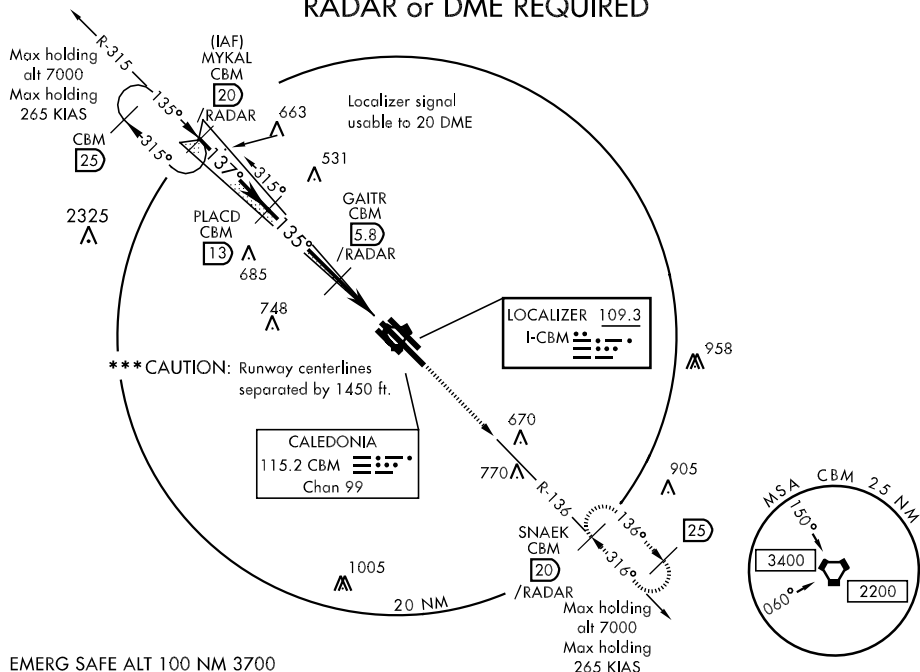 RADAR or DME REQUIRED
R-315
Max holding
alt 7000
Max holding
265 KIAS
(IAF)
MYKAL
CBM
20
/RADAR
135°
315°
CBM
25
663
Localizer signal
usable to 20 DME
137°
315°
531
2325
PLACD
CBM
13
685
GAITR
CBM
5.8
/RADAR
135°
748
LOCALIZER 109.3
I-CBM
958
***CAUTION: Runway centerlines
separated by 1450 ft.
CALEDONIA
115.2 CBM
Chan 99
670
770
905
R-136
SNAEK
CBM
20
/RADAR
136°
316°
25
Max holding
alt 7000
Max holding
265 KIAS
1005
20 NM
MSA CBM 25 NM
150°
3400
060°
2200
EMERG SAFE ALT 100 NM 3700